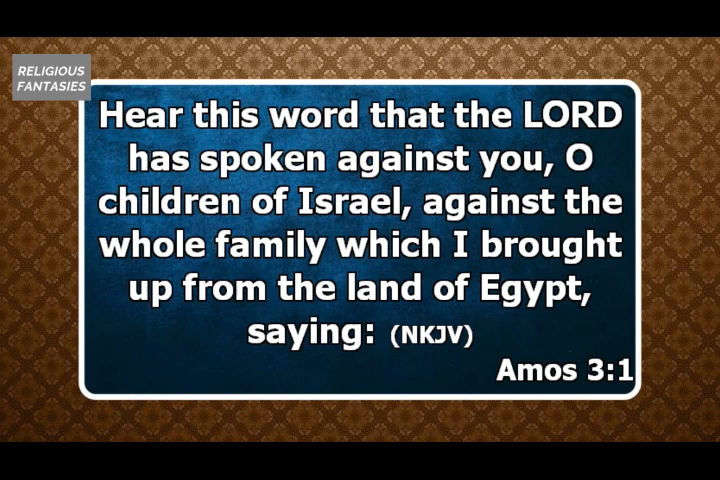 RELIGIOUS
FANTASIES
Hear this word that the LORD
has spoken against you, O
children of Israel, against the
whole family which I brought
up from the land of Egypt,
saying: (NKJV)
Amos 3:1